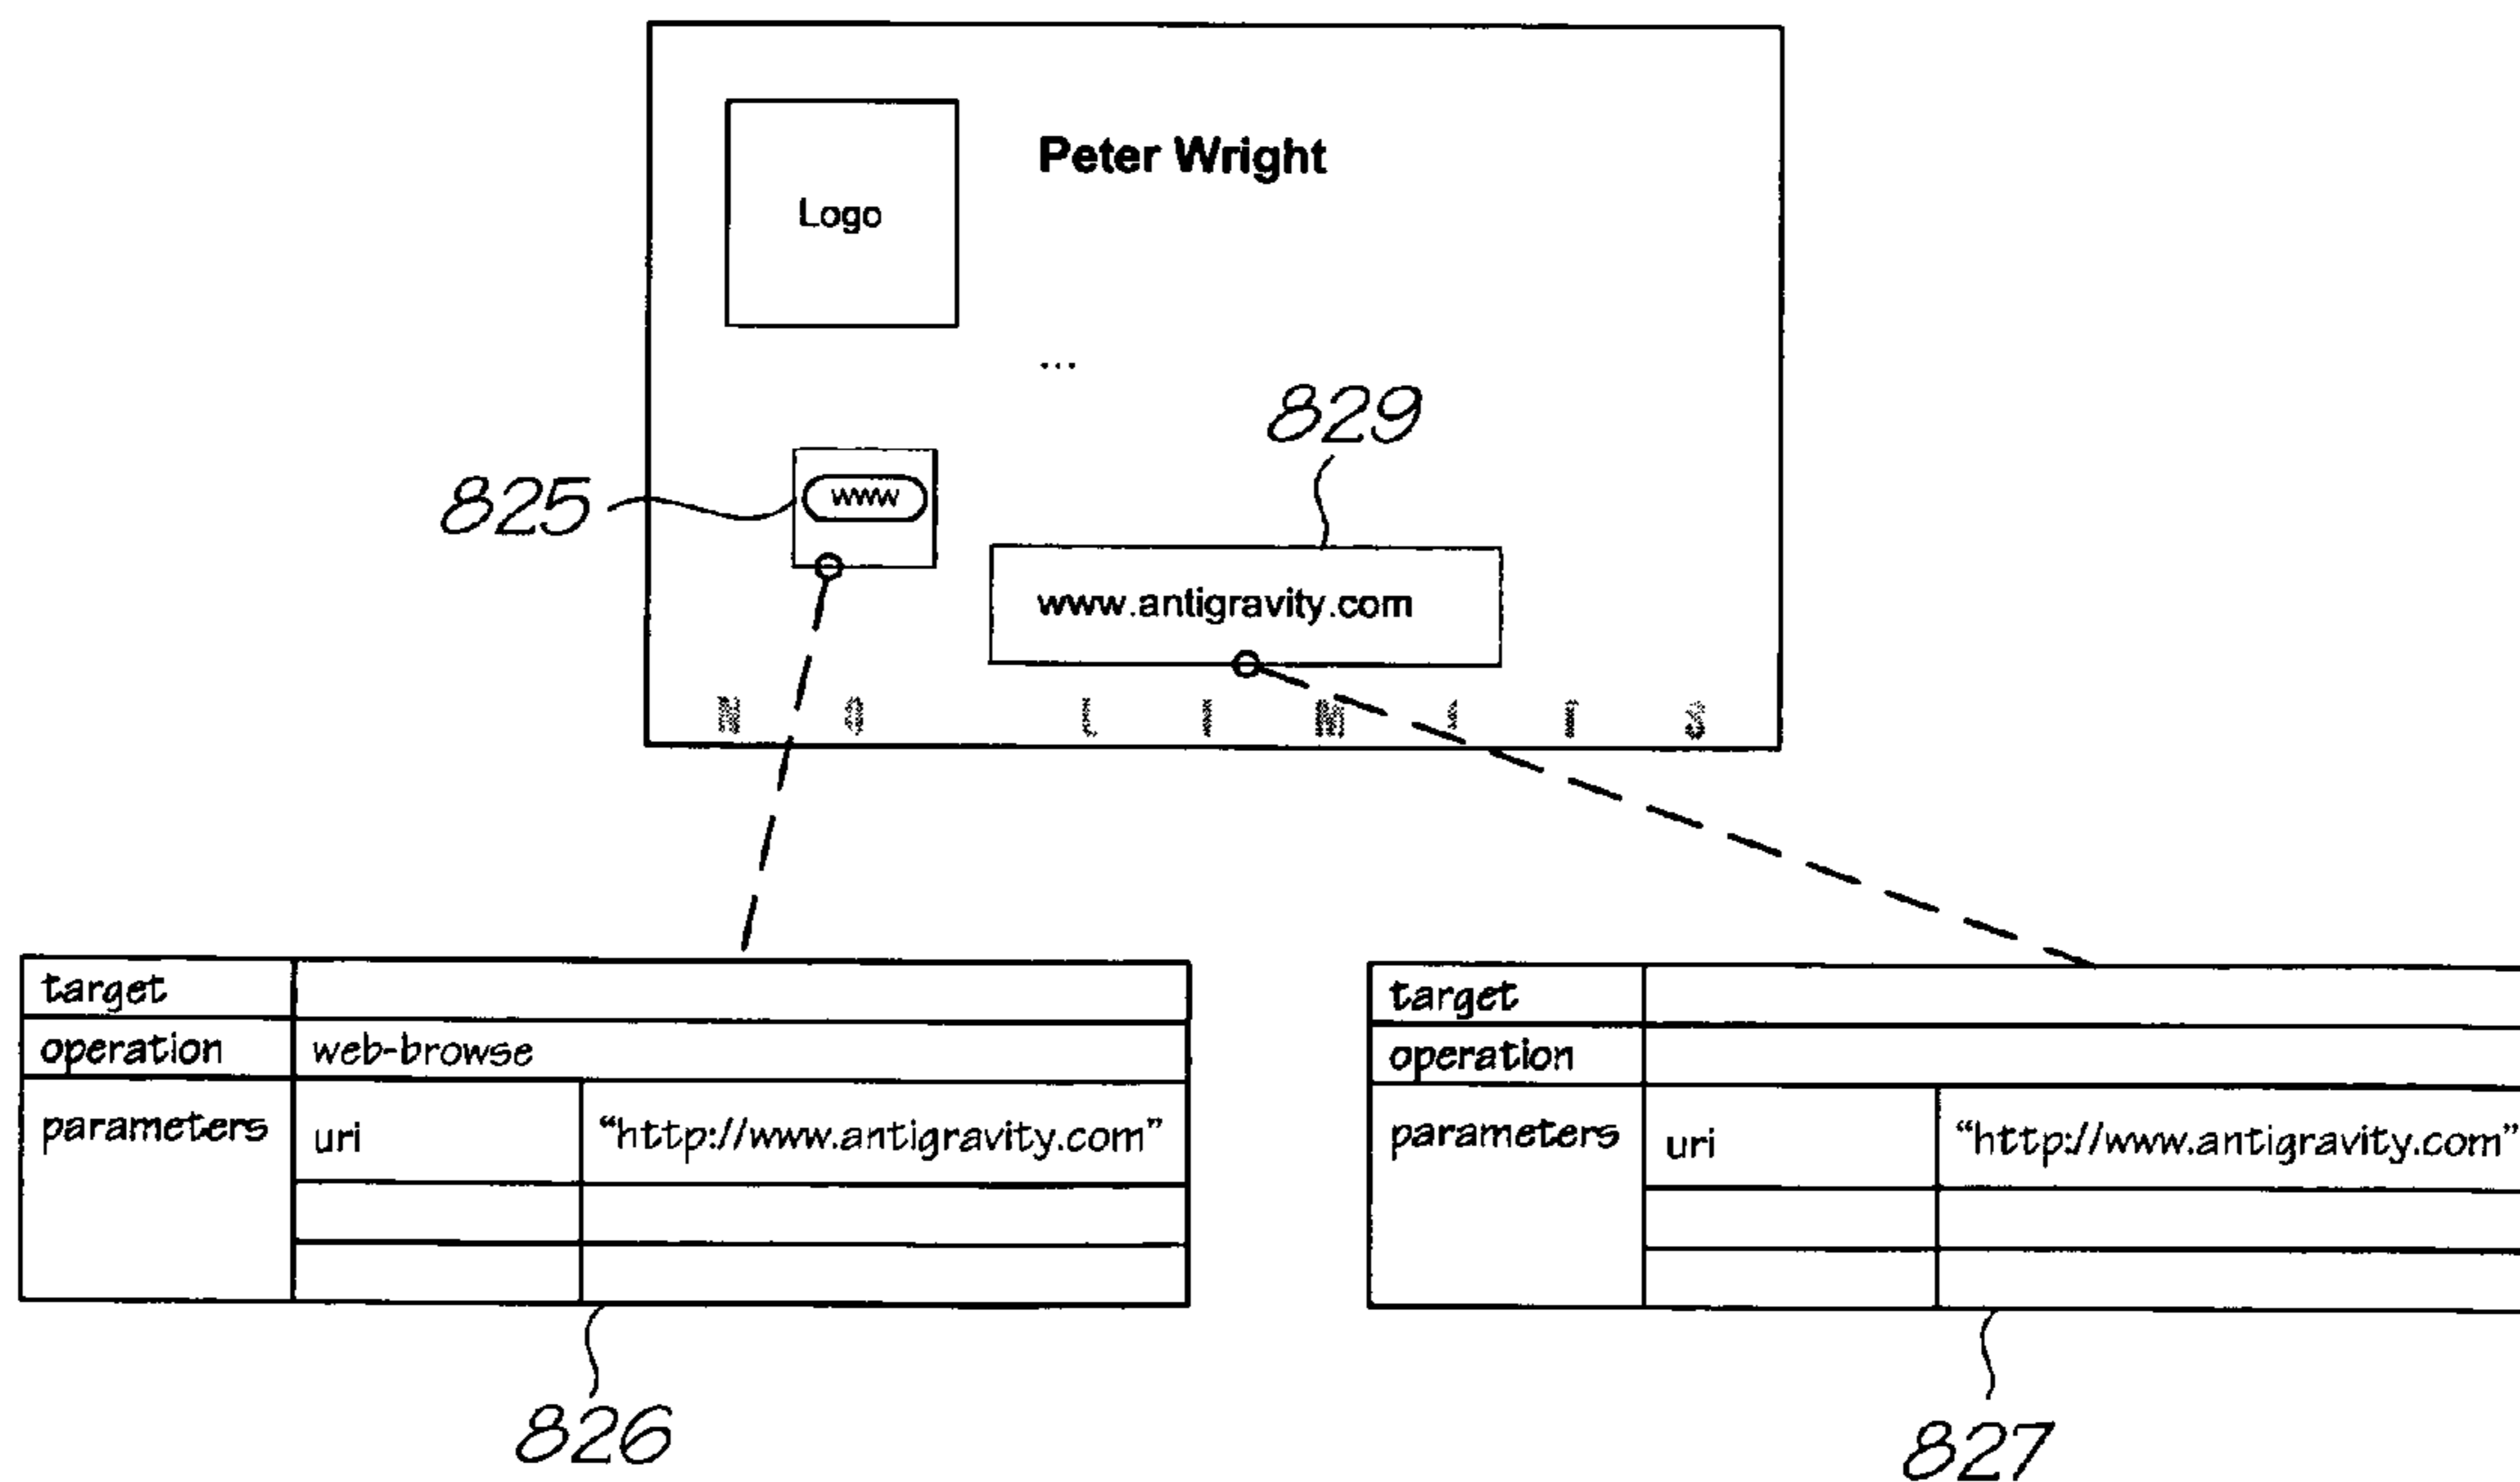 Peter Wright
Logo
...
829
825
www
www.antigravity.com
target
operation web-browse
parameters uri "http://www.antigravity.com"
826
target
operation
parameters uri "http://www.antigravity.com"
827